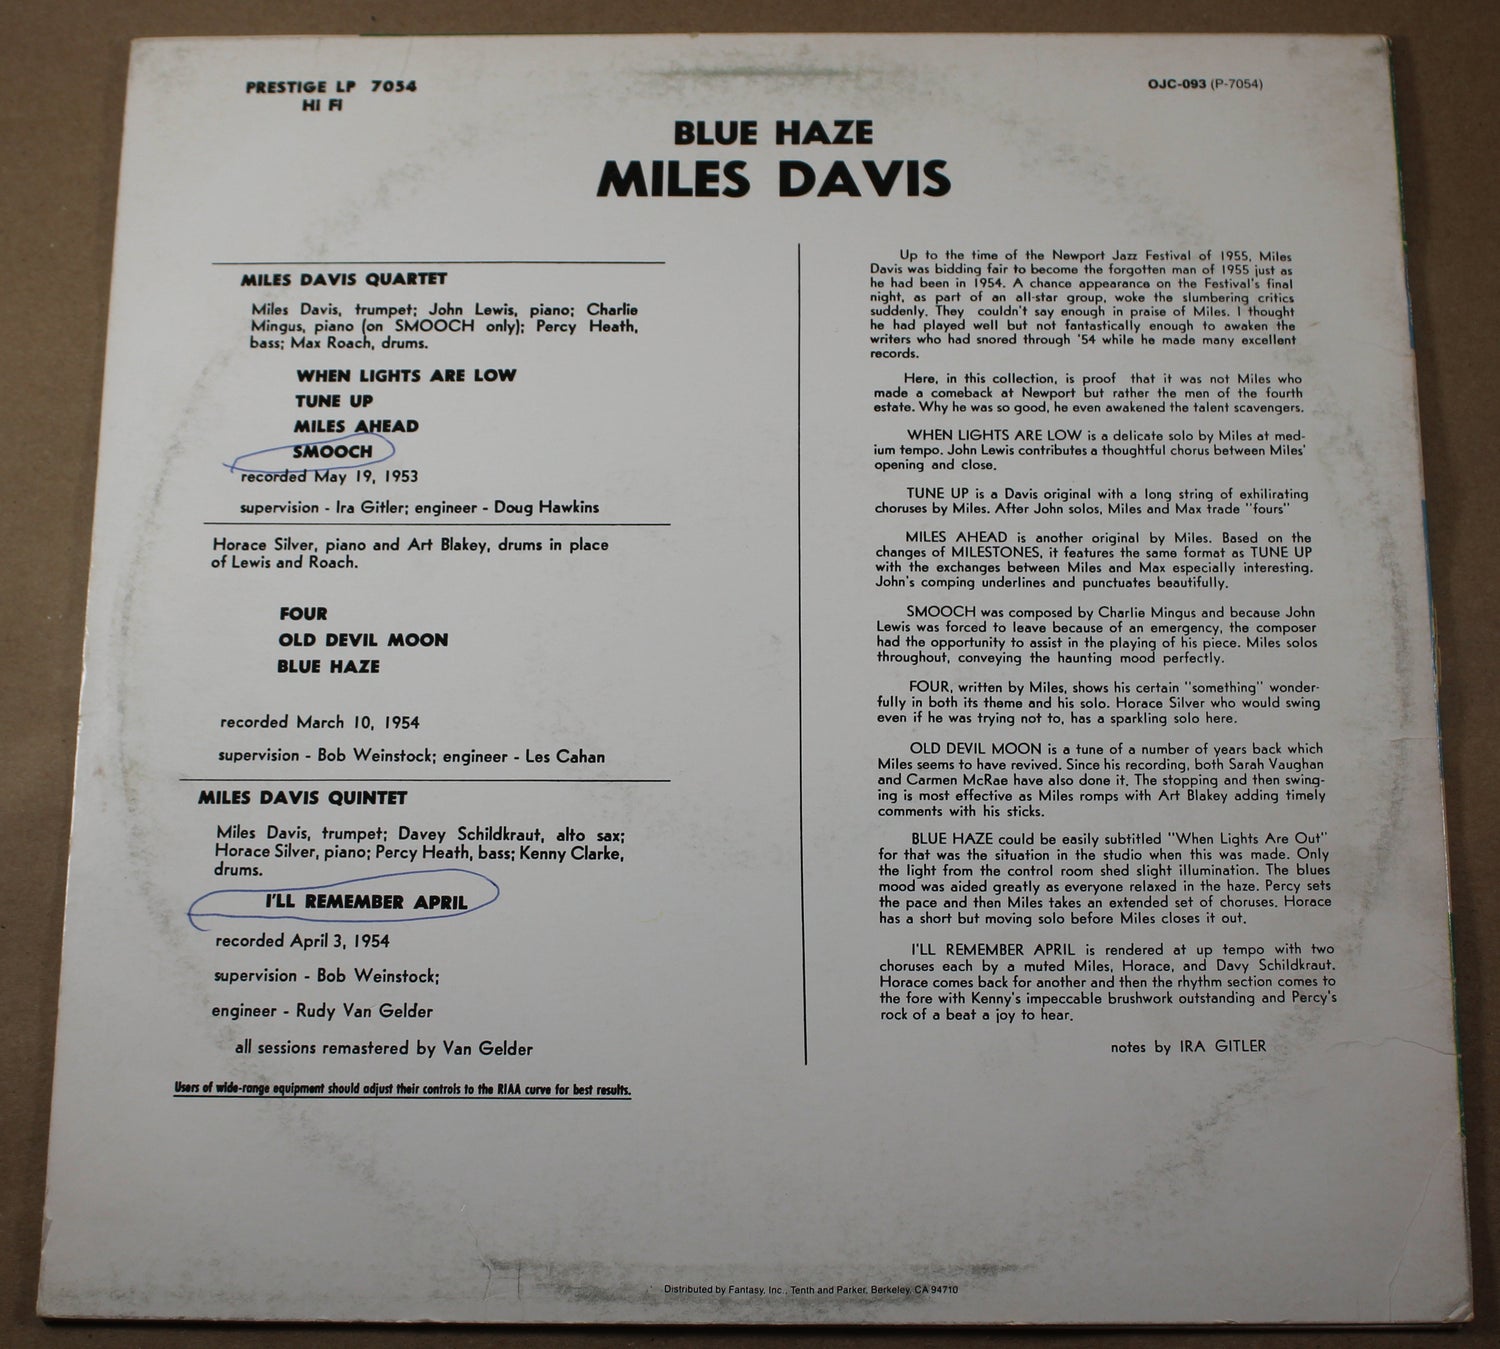 PRESTIGE LP 7054
HI FI
OJC-093 (P-7054)
BLUE HAZE
MILES DAVIS
MILES DAVIS QUARTET
Miles Davis, trumpet; John Lewis, piano; Charlie
Mingus, piano (on SMOOCH only); Percy Heath,
bass; Max Roach, drums.
WHEN LIGHTS ARE LOW
TUNE UP
MILES AHEAD
SMOOCH
recorded May 19, 1953
supervision - Ira Gitler; engineer - Doug Hawkins
Horace Silver, piano and Art Blakey, drums in place
of Lewis and Roach.
FOUR
OLD DEVIL MOON
BLUE HAZE
recorded March 10, 1954
supervision - Bob Weinstock; engineer - Les Cahan
MILES DAVIS QUINTET
Miles Davis, trumpet; Davey Schildkraut, alto sax;
Horace Silver, piano; Percy Heath, bass; Kenny Clarke,
drums.
I'LL REMEMBER APRIL
recorded April 3, 1954
supervision - Bob Weinstock;
engineer - Rudy Van Gelder
all sessions remastered by Van Gelder
Users of wide-range equipment should adjust their controls to the RIAA curve for best results.
Up to the time of the Newport Jazz Festival of 1955, Miles
Davis was bidding fair to become the forgotten man of 1955 just as
he had been in 1954. A chance appearance on the Festival's final
night, as part of an all-star group, woke the slumbering critics
suddenly. They couldn't say enough in praise of Miles. I thought
he had played well but not fantastically enough to awaken the
writers who had snored through '54 while he made many excellent
records.
Here, in this collection, is proof that it was not Miles who
made a comeback at Newport but rather the men of the fourth
estate. Why he was so good, he even awakened the talent scavengers.
WHEN LIGHTS ARE LOW is a delicate solo by Miles at med-
ium tempo. John Lewis contributes a thoughtful chorus between Miles'
opening and close.
TUNE UP is a Davis original with a long string of exhilirating
choruses by Miles. After John solos, Miles and Max trade "fours"
MILES AHEAD is another original by Miles. Based on the
changes of MILESTONES, it features the same format as TUNE UP
with the exchanges between Miles and Max especially interesting.
John's comping underlines and punctuates beautifully.
SMOOCH was composed by Charlie Mingus and because John
Lewis was forced to leave because of an emergency, the composer
had the opportunity to assist in the playing of his piece. Miles solos
throughout, conveying the haunting mood perfectly.
FOUR, written by Miles, shows his certain "something" wonder-
fully in both its theme and his solo. Horace Silver who would swing
even if he was trying not to, has a sparkling solo here.
OLD DEVIL MOON is a tune of a number of years back which
Miles seems to have revived. Since his recording, both Sarah Vaughan
and Carmen McRae have also done it. The stopping and then swing-
ing is most effective as Miles romps with Art Blakey adding timely
comments with his sticks.
BLUE HAZE could be easily subtitled "When Lights Are Out"
for that was the situation in the studio when this was made. Only
the light from the control room shed slight illumination. The blues
mood was aided greatly as everyone relaxed in the haze. Percy sets
the pace and then Miles takes an extended set of choruses. Horace
has a short but moving solo before Miles closes it out.
I'LL REMEMBER APRIL is rendered at up tempo with two
choruses each by a muted Miles, Horace, and Davy Schildkraut.
Horace comes back for another and then the rhythm section comes to
the fore with Kenny's impeccable brushwork outstanding and Percy's
rock of a beat a joy to hear.
notes by IRA GITLER
Distributed by Fantasy, Inc., Tenth and Parker, Berkeley, CA 94710